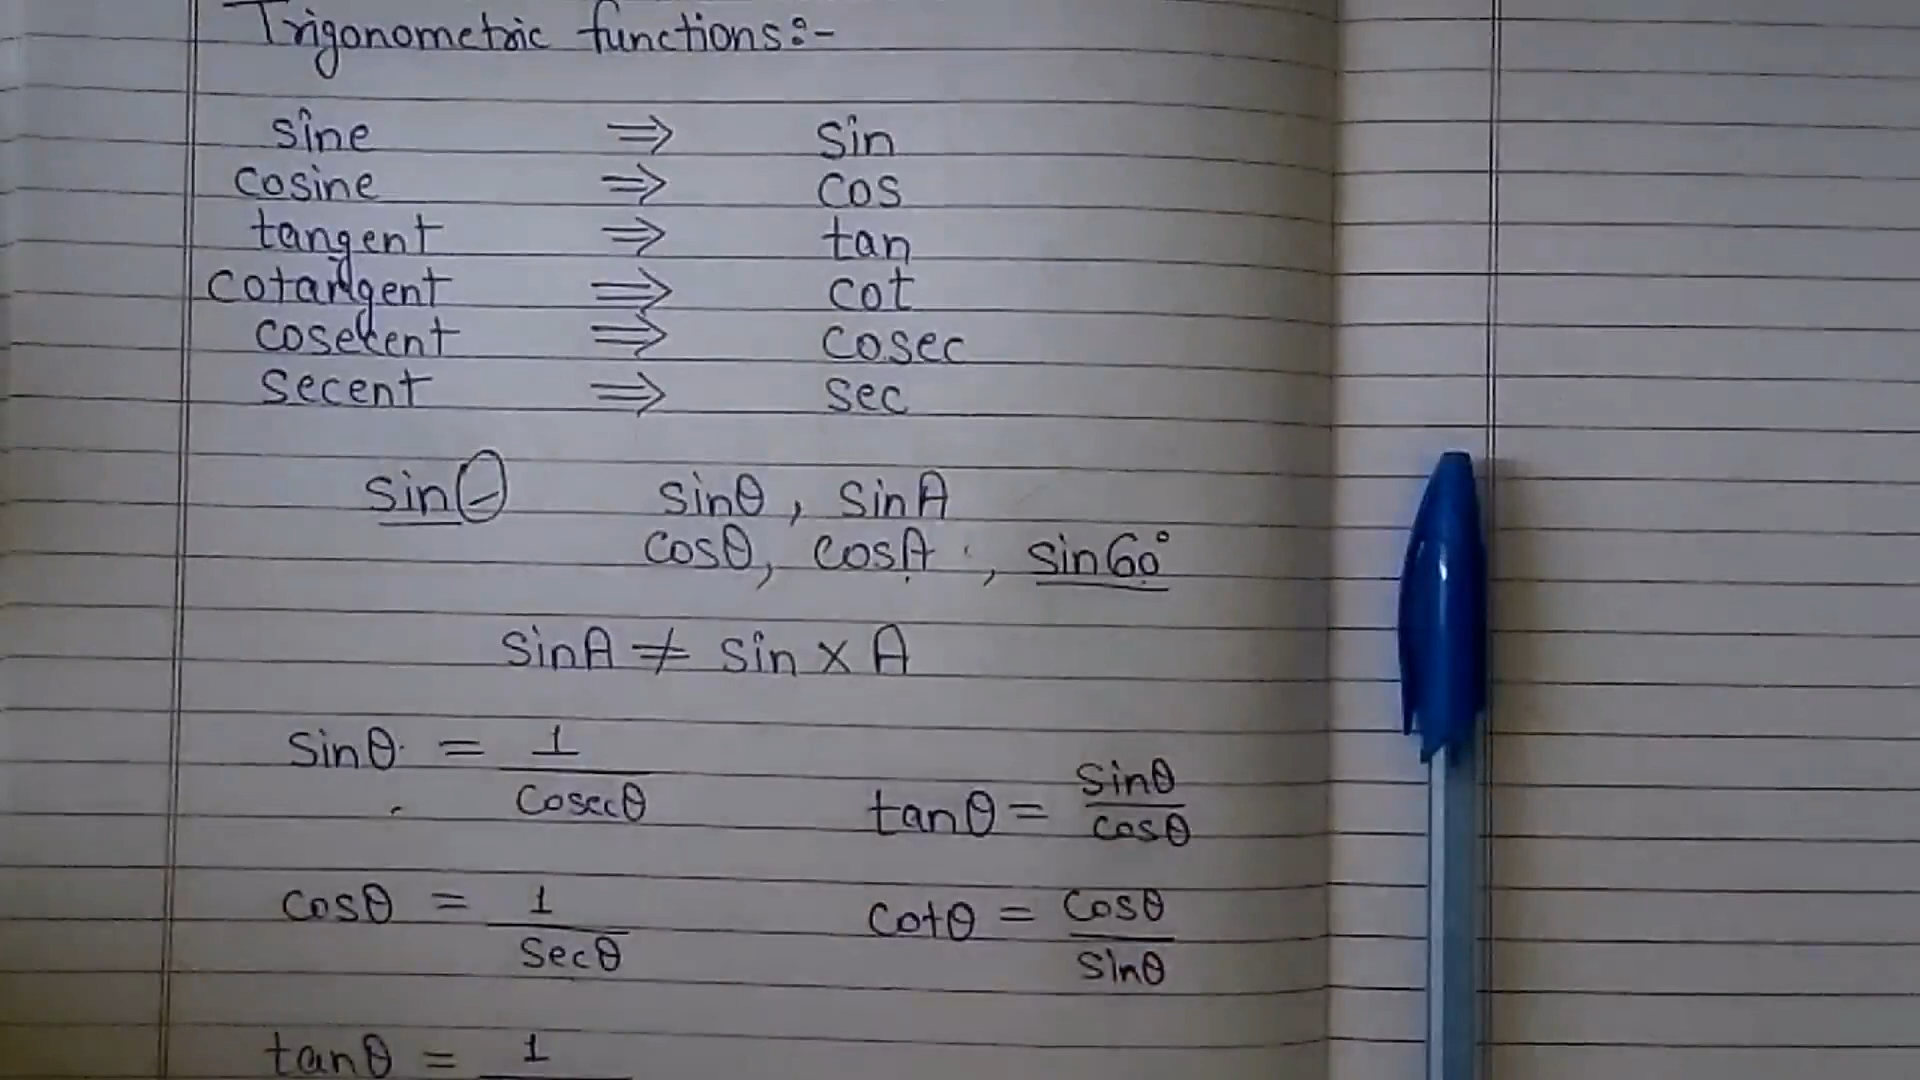 Trigonometric functions:-
sine ⇒ sin
cosine ⇒ cos
tangent ⇒ tan
cotangent ⇒ cot
cosecent ⇒ cosec
secent ⇒ sec
sinθ sinθ, sinA
cosθ, cosA, sin60°
sinA ≠ sin × A
sinθ = 1/cosecθ tanθ = sinθ/cosθ
cosθ = 1/secθ cotθ = cosθ/sinθ
tanθ = 1